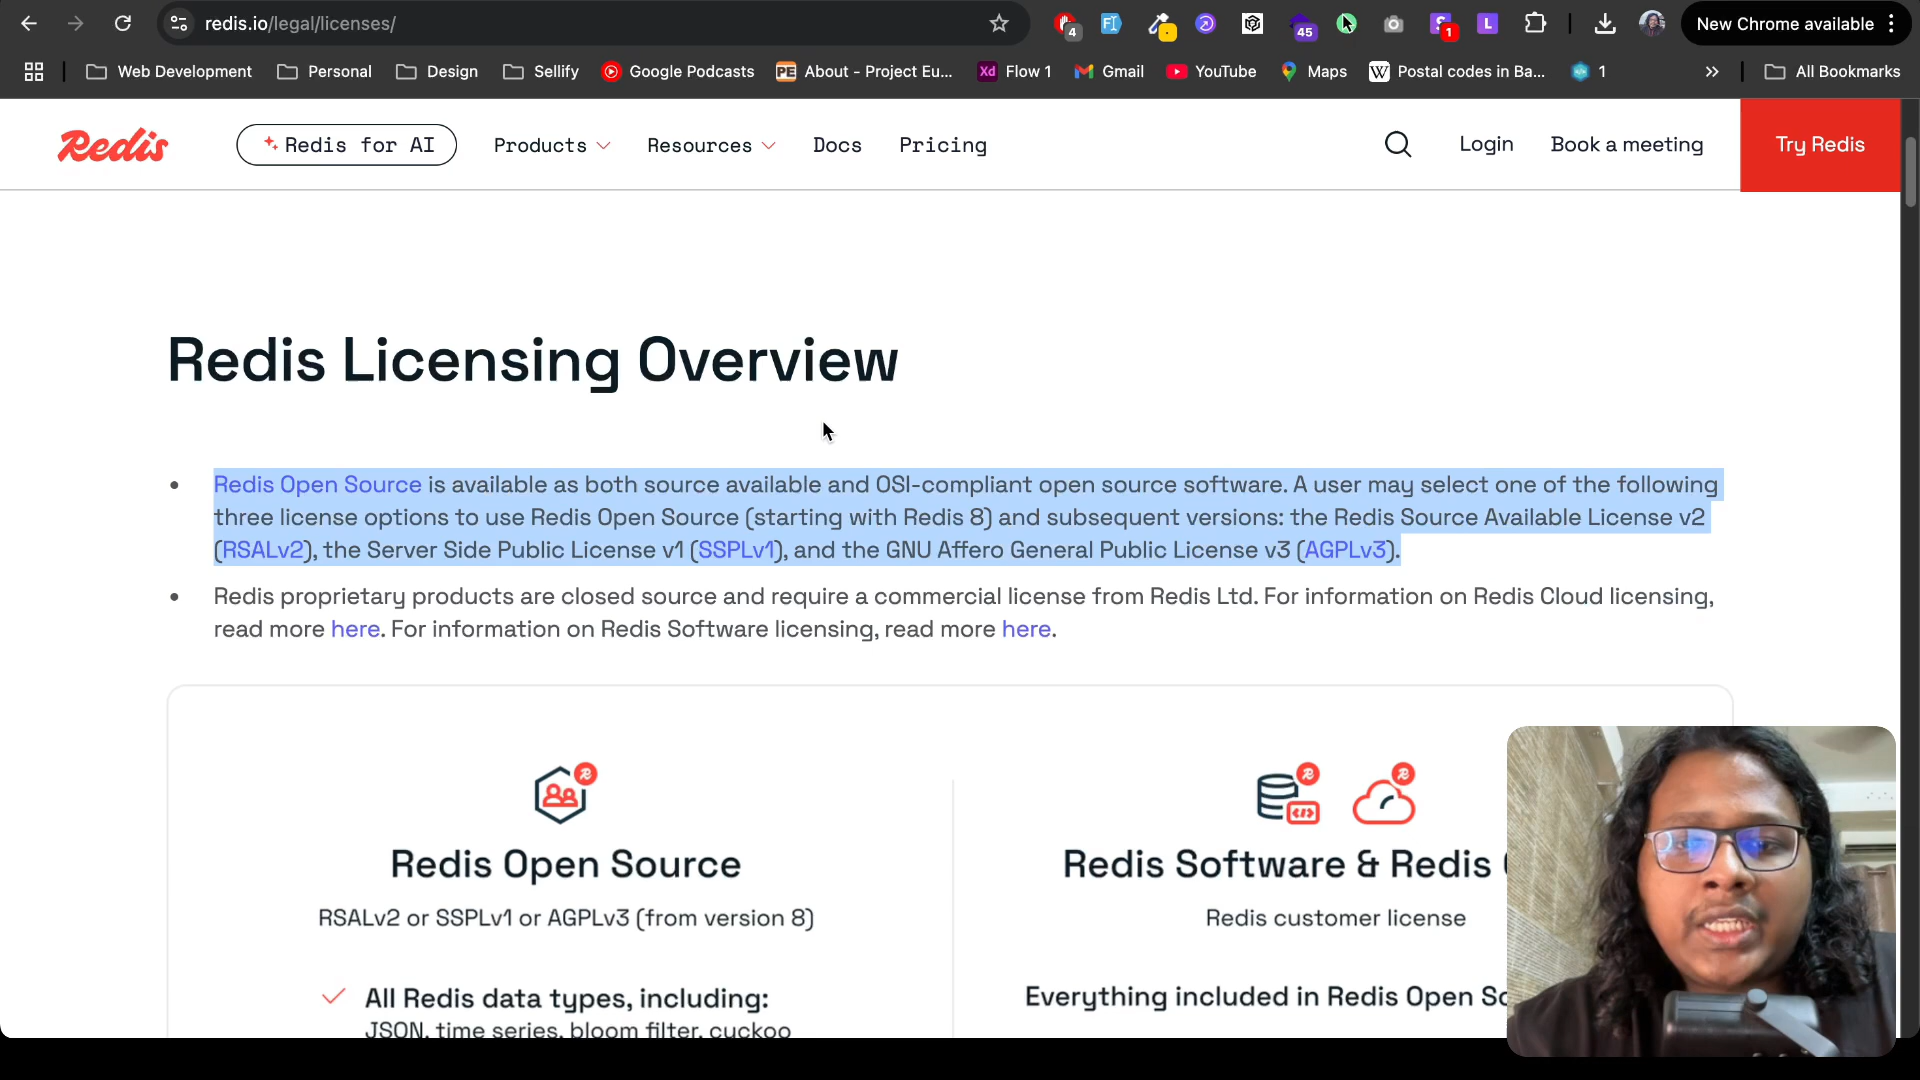 redis.io/legal/licenses/
4
45
1
L
New Chrome available
Web Development
Personal
Design
Sellify
Google Podcasts
PE
About - Project Eu...
Xd
Flow 1
Gmail
YouTube
Maps
W
Postal codes in Ba...
1
All Bookmarks
Redis
Redis for AI
Products
Resources
Docs
Pricing
Login
Book a meeting
Try Redis
Redis Licensing Overview
Redis Open Source is available as both source available and OSI-compliant open source software. A user may select one of the following
three license options to use Redis Open Source (starting with Redis 8) and subsequent versions: the Redis Source Available License v2
(RSALv2), the Server Side Public License v1 (SSPLv1), and the GNU Affero General Public License v3 (AGPLv3).
Redis proprietary products are closed source and require a commercial license from Redis Ltd. For information on Redis Cloud licensing,
read more here. For information on Redis Software licensing, read more here.
Redis Open Source
RSALv2 or SSPLv1 or AGPLv3 (from version 8)
All Redis data types, including:
JSON, time series, bloom filter, cuckoo
Redis Software & Redis
Redis customer license
Everything included in Redis Open